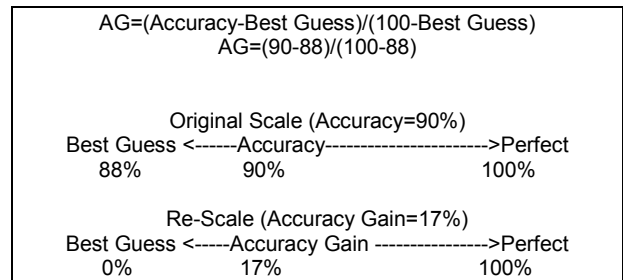 AG=(Accuracy-Best Guess)/(100-Best Guess)
AG=(90-88)/(100-88)
Original Scale (Accuracy=90%)
Best Guess <------Accuracy----------------------->Perfect
88% 90% 100%
Re-Scale (Accuracy Gain=17%)
Best Guess <-----Accuracy Gain ---------------->Perfect
0% 17% 100%